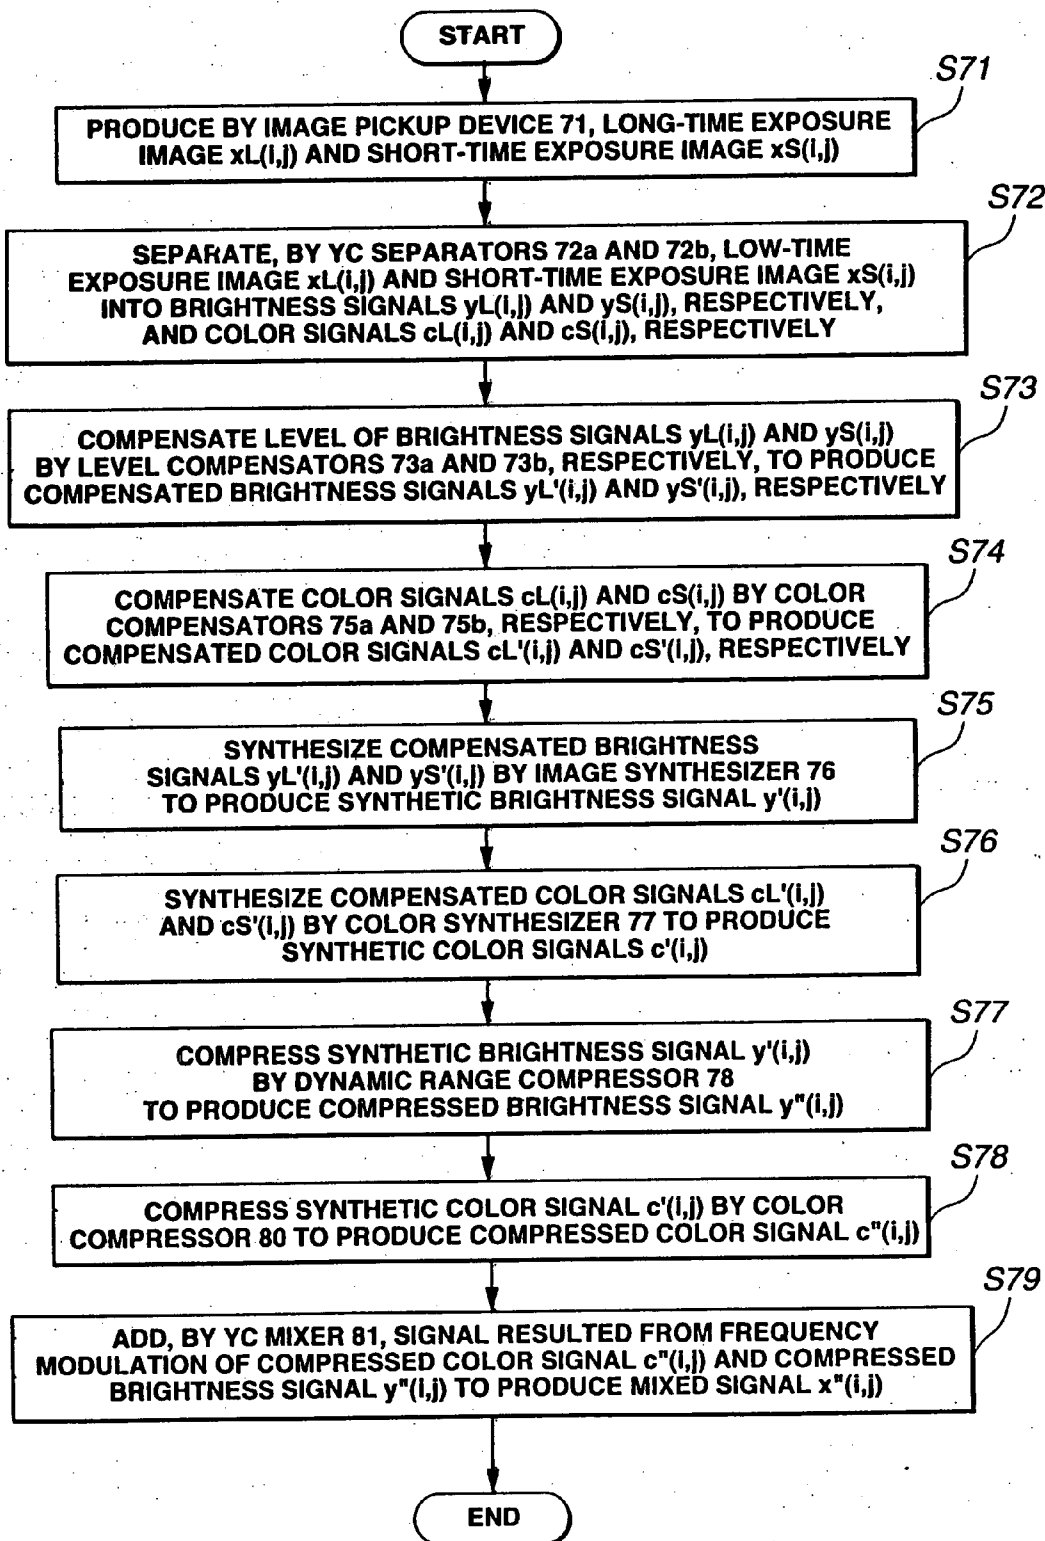 START
S71
PRODUCE BY IMAGE PICKUP DEVICE 71, LONG-TIME EXPOSURE
IMAGE xL(i,j) AND SHORT-TIME EXPOSURE IMAGE xS(i,j)
S72
SEPARATE, BY YC SEPARATORS 72a AND 72b, LOW-TIME
EXPOSURE IMAGE xL(i,j) AND SHORT-TIME EXPOSURE IMAGE xS(i,j)
INTO BRIGHTNESS SIGNALS yL(i,j) AND yS(i,j), RESPECTIVELY,
AND COLOR SIGNALS cL(i,j) AND cS(i,j), RESPECTIVELY
S73
COMPENSATE LEVEL OF BRIGHTNESS SIGNALS yL(i,j) AND yS(i,j)
BY LEVEL COMPENSATORS 73a AND 73b, RESPECTIVELY, TO PRODUCE
COMPENSATED BRIGHTNESS SIGNALS yL'(i,j) AND yS'(i,j), RESPECTIVELY
S74
COMPENSATE COLOR SIGNALS cL(i,j) AND cS(i,j) BY COLOR
COMPENSATORS 75a AND 75b, RESPECTIVELY, TO PRODUCE
COMPENSATED COLOR SIGNALS cL'(i,j) AND cS'(i,j), RESPECTIVELY
S75
SYNTHESIZE COMPENSATED BRIGHTNESS
SIGNALS yL'(i,j) AND yS'(i,j) BY IMAGE SYNTHESIZER 76
TO PRODUCE SYNTHETIC BRIGHTNESS SIGNAL y'(i,j)
S76
SYNTHESIZE COMPENSATED COLOR SIGNALS cL'(i,j)
AND cS'(i,j) BY COLOR SYNTHESIZER 77 TO PRODUCE
SYNTHETIC COLOR SIGNALS c'(i,j)
S77
COMPRESS SYNTHETIC BRIGHTNESS SIGNAL y'(i,j)
BY DYNAMIC RANGE COMPRESSOR 78
TO PRODUCE COMPRESSED BRIGHTNESS SIGNAL y"(i,j)
S78
COMPRESS SYNTHETIC COLOR SIGNAL c'(i,j) BY COLOR
COMPRESSOR 80 TO PRODUCE COMPRESSED COLOR SIGNAL c"(i,j)
S79
ADD, BY YC MIXER 81, SIGNAL RESULTED FROM FREQUENCY
MODULATION OF COMPRESSED COLOR SIGNAL c"(i,j) AND COMPRESSED
BRIGHTNESS SIGNAL y"(i,j) TO PRODUCE MIXED SIGNAL x"(i,j)
END